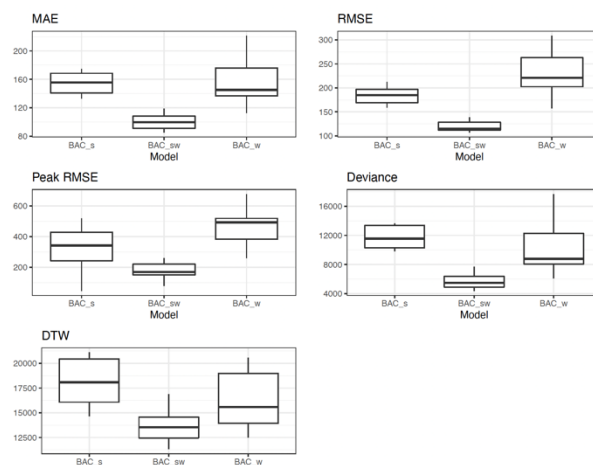 MAE
200
160
120
80
BAC_s
BAC_sw
BAC_w
Model
RMSE
300
250
200
150
100
BAC_s
BAC_sw
BAC_w
Model
Peak RMSE
600
400
200
BAC_s
BAC_sw
BAC_w
Model
Deviance
16000
12000
8000
4000
BAC_s
BAC_sw
BAC_w
Model
DTW
20000
17500
15000
12500
BAC_s
BAC_sw
BAC_w